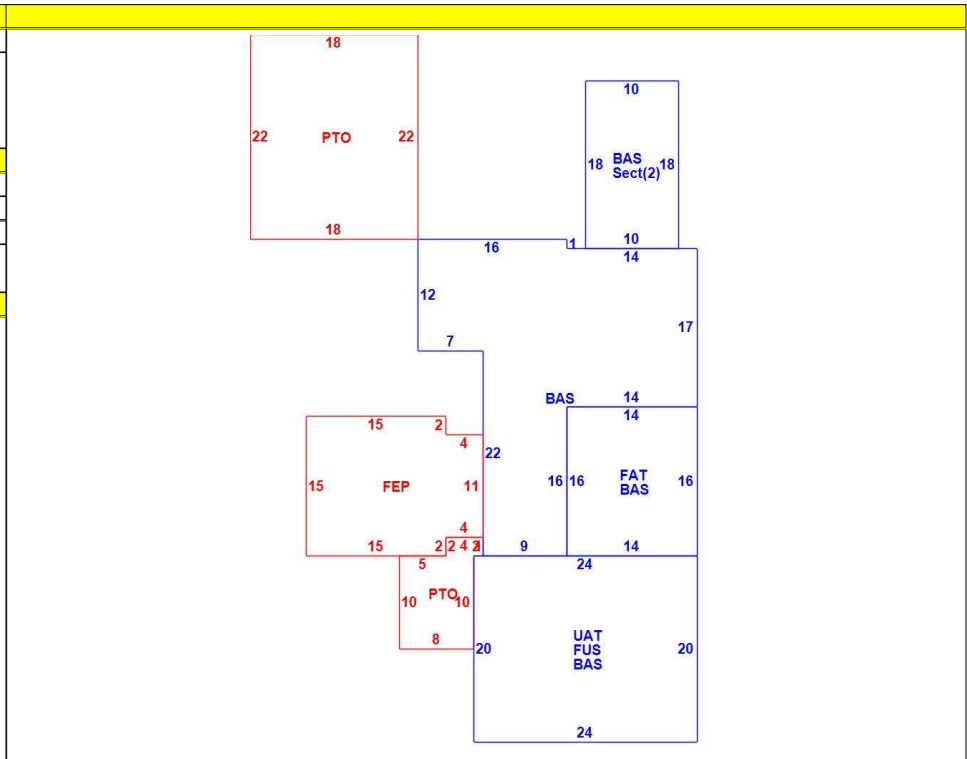 18
22 PTO 22
18
10
18 BAS 18
Sect(2)
10
14
16 1
12
17
7
BAS 14
14
15 2
4
22
15 FEP 11
16 16 FAT 16
BAS
4
15 2 2 4 2
9 14
5 24
10 PTO 10
8
20 UAT 20
FUS
BAS
24